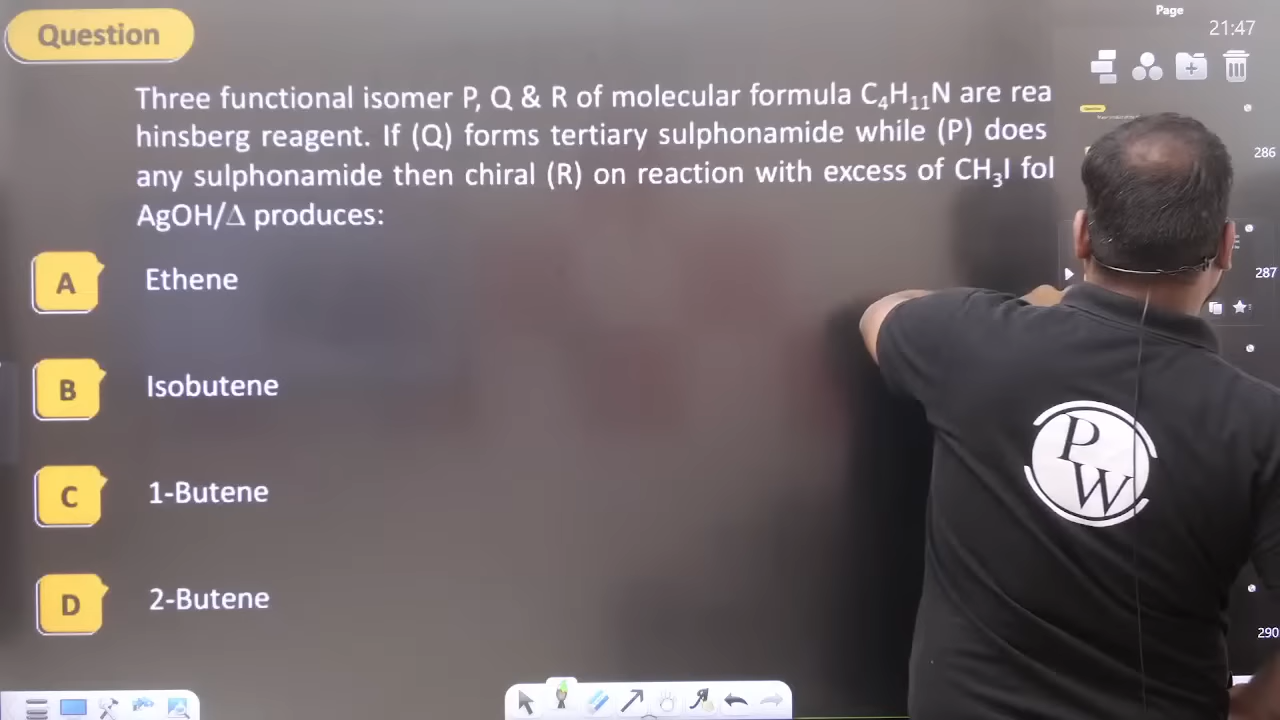 Page
21:47
Question
Three functional isomer P, Q & R of molecular formula C₄H₁₁N are rea
hinsberg reagent. If (Q) forms tertiary sulphonamide while (P) does
any sulphonamide then chiral (R) on reaction with excess of CH₃I fol
AgOH/Δ produces:
A Ethene
B Isobutene
C 1-Butene
D 2-Butene
286
287
290
P
W